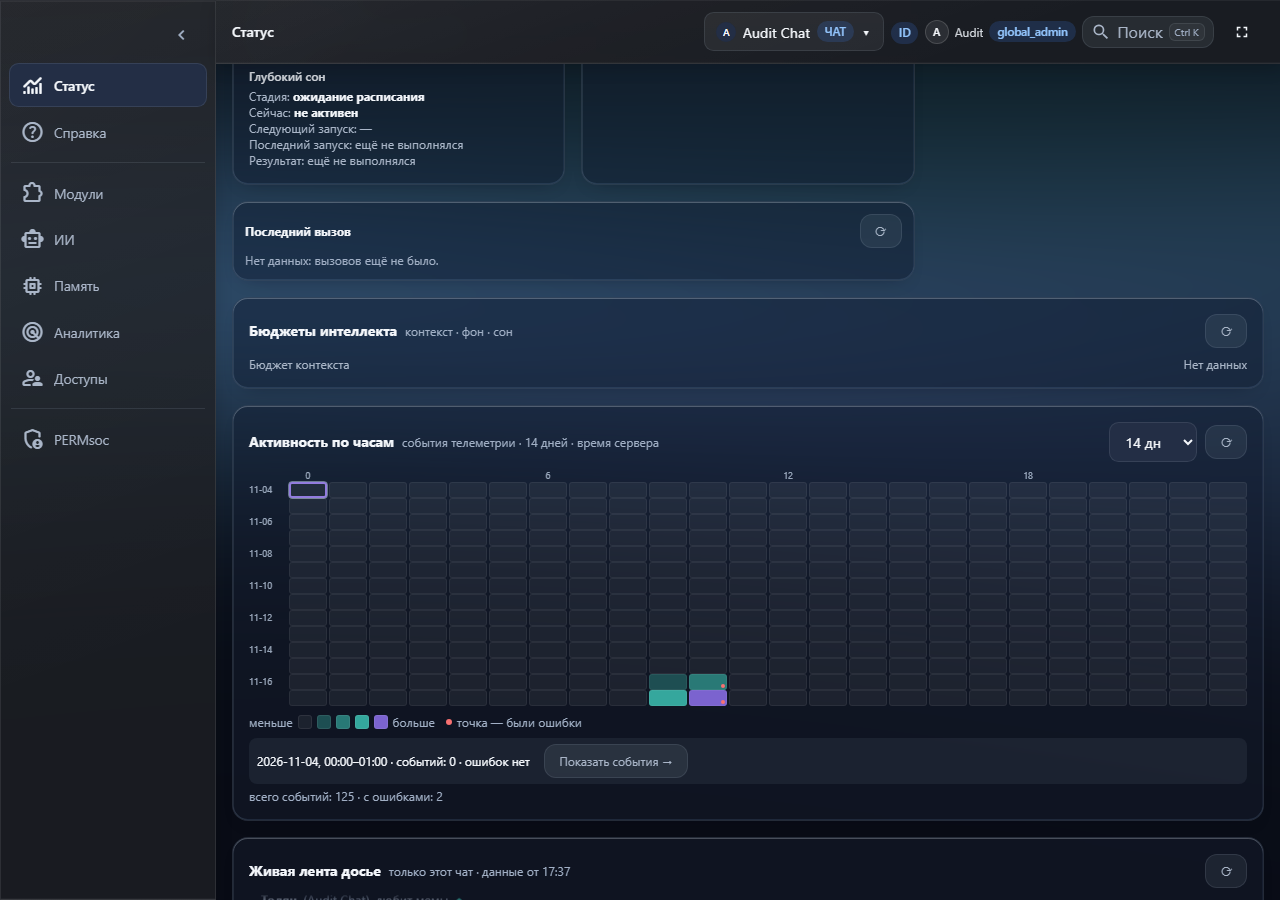 Статус
Audit Chat ЧАТ ▾
ID
A Audit global_admin
Поиск Ctrl K
Статус
Справка
Модули
ИИ
Память
Аналитика
Доступы
PERMsoc
Глубокий сон
Стадия: ожидание расписания
Сейчас: не активен
Следующий запуск: —
Последний запуск: ещё не выполнялся
Результат: ещё не выполнялся
Последний вызов
Нет данных: вызовов ещё не было.
Бюджеты интеллекта контекст · фон · сон
Бюджет контекста Нет данных
Активность по часам события телеметрии · 14 дней · время сервера
14 дн
0 6 12 18
11-04
11-06
11-08
11-10
11-12
11-14
11-16
меньше больше точка — были ошибки
2026-11-04, 00:00–01:00 · событий: 0 · ошибок нет Показать события →
всего событий: 125 · с ошибками: 2
Живая лента досье только этот чат · данные от 17:37